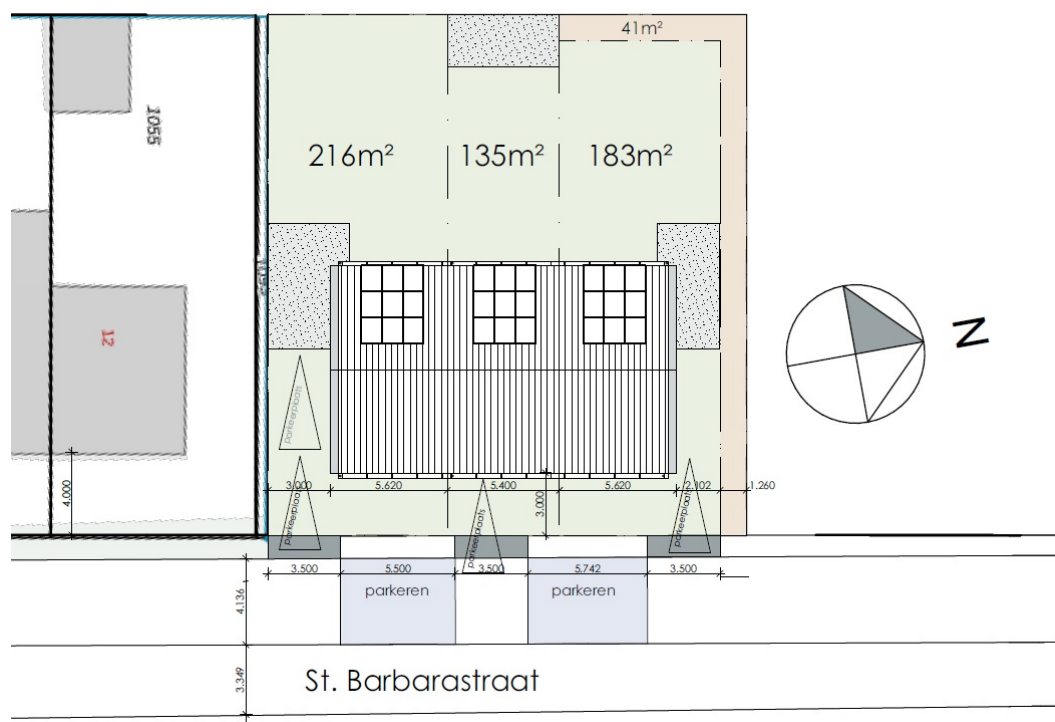 41m²
1055
216m²
135m²
183m²
12
N
parkeerplaats
4.000
3.000
5.620
5.400
5.620
2.102
1.260
3.000
parkeerplaats
parkeerplaats
parkeerplaats
3.500
5.500
3.500
5.742
3.500
4.136
parkeren
parkeren
3.349
St. Barbarastraat